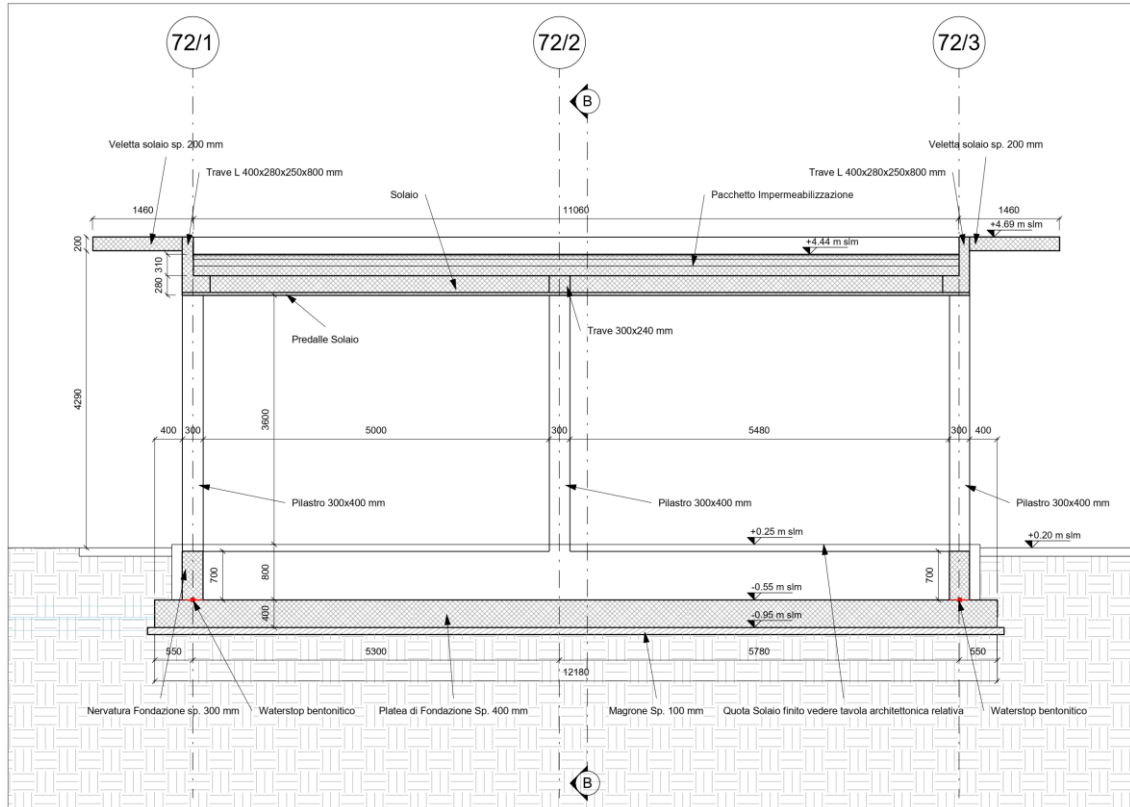 72/1
72/2
72/3
B
Veletta solaio sp. 200 mm
Veletta solaio sp. 200 mm
Trave L 400x280x250x800 mm
Trave L 400x280x250x800 mm
Solaio
Pacchetto Impermeabilizzazione
1460
11060
1460
+4.69 m slm
200
+4.44 m slm
310
280
Trave 300x240 mm
Predalle Solaio
4290
3600
400
300
5000
300
5480
300
400
Pilastro 300x400 mm
Pilastro 300x400 mm
Pilastro 300x400 mm
+0.25 m slm
+0.20 m slm
700
800
700
-0.55 m slm
400
-0.95 m slm
550
5300
5780
550
12180
Nervatura Fondazione sp. 300 mm
Waterstop bentonitico
Platea di Fondazione Sp. 400 mm
Magrone Sp. 100 mm
Quota Solaio finito vedere tavola architettonica relativa
Waterstop bentonitico
B